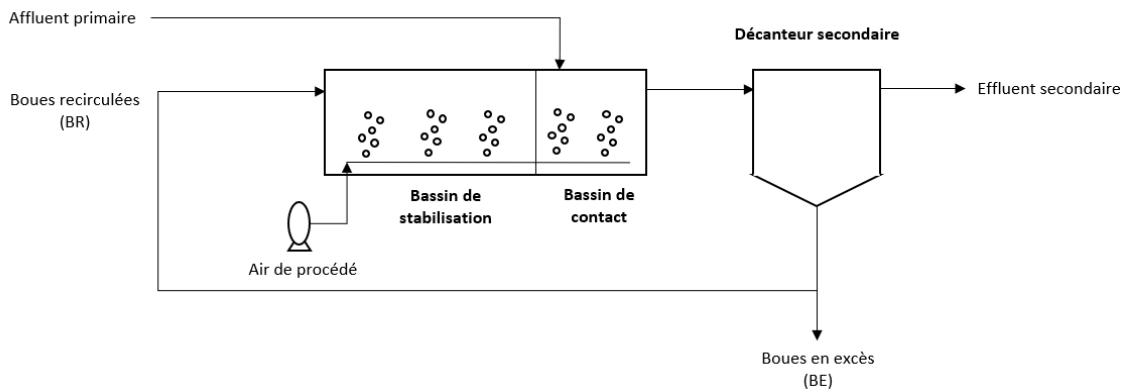 Affluent primaire
Décanteur secondaire
Effluent secondaire
Boues recirculées
(BR)
Bassin de
stabilisation
Bassin de
contact
Air de procédé
Boues en excès
(BE)